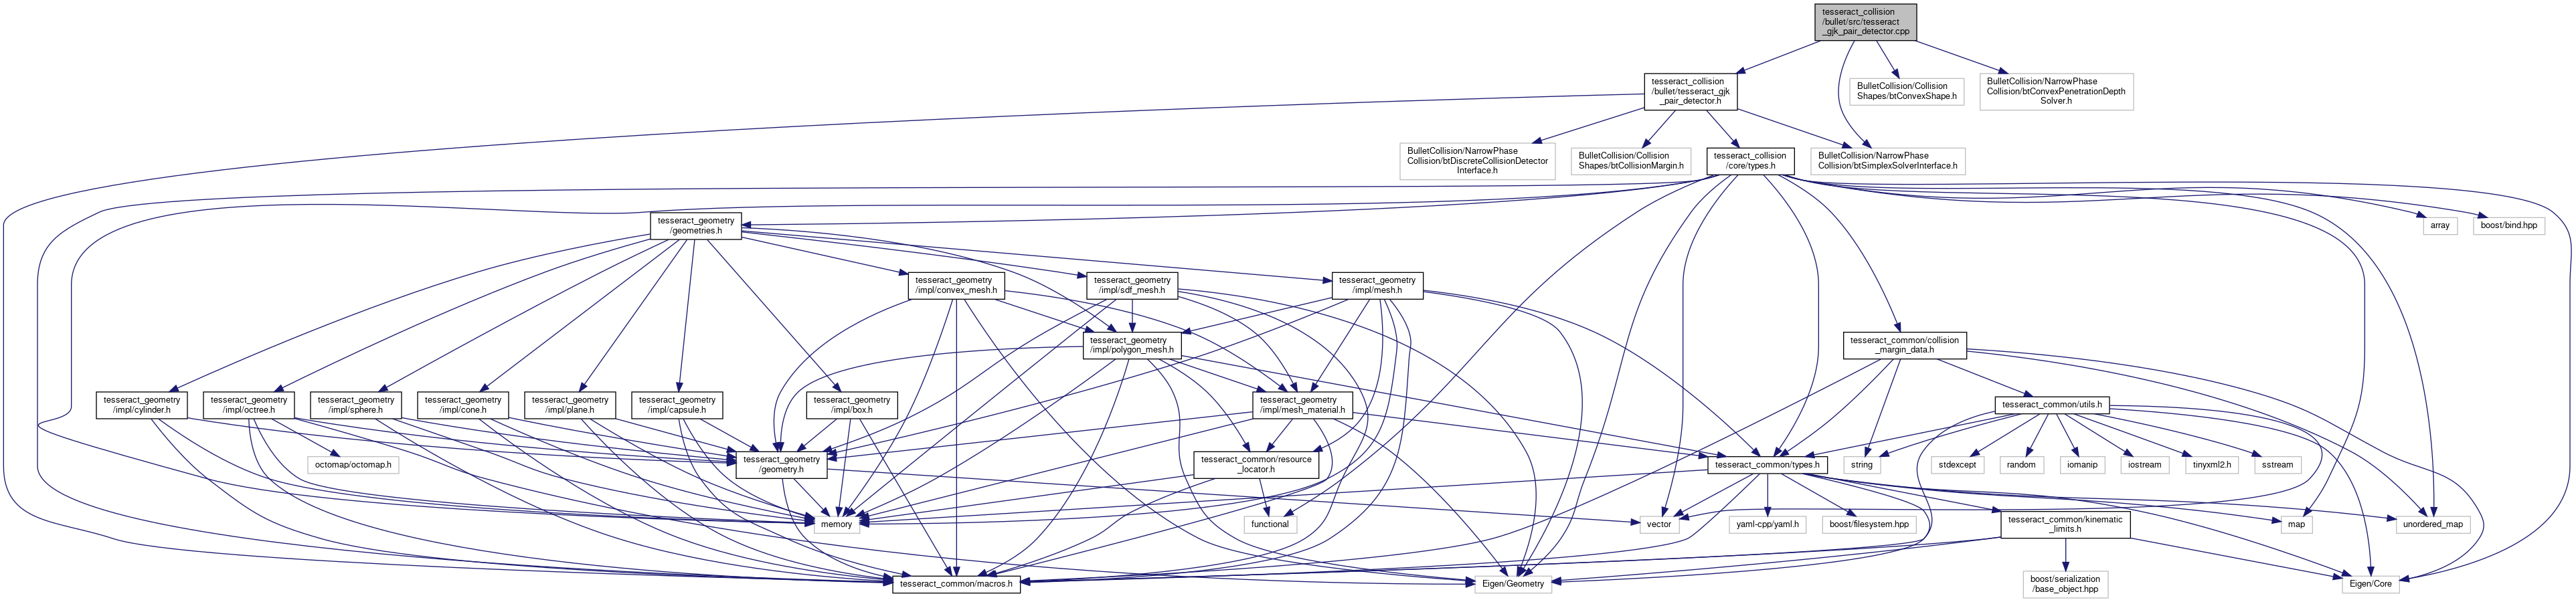 tesseract_collision
/bullet/src/tesseract
_gjk_pair_detector.cpp
tesseract_collision
/bullet/tesseract_gjk
_pair_detector.h
BulletCollision/Collision
Shapes/btConvexShape.h
BulletCollision/NarrowPhase
Collision/btConvexPenetrationDepth
Solver.h
BulletCollision/NarrowPhase
Collision/btDiscreteCollisionDetector
Interface.h
BulletCollision/Collision
Shapes/btCollisionMargin.h
tesseract_collision
/core/types.h
BulletCollision/NarrowPhase
Collision/btSimplexSolverInterface.h
tesseract_geometry
/geometries.h
array
boost/bind.hpp
tesseract_geometry
/impl/convex_mesh.h
tesseract_geometry
/impl/sdf_mesh.h
tesseract_geometry
/impl/mesh.h
tesseract_geometry
/impl/polygon_mesh.h
tesseract_common/collision
_margin_data.h
tesseract_geometry
/impl/cylinder.h
tesseract_geometry
/impl/octree.h
tesseract_geometry
/impl/sphere.h
tesseract_geometry
/impl/cone.h
tesseract_geometry
/impl/plane.h
tesseract_geometry
/impl/capsule.h
tesseract_geometry
/impl/box.h
tesseract_geometry
/impl/mesh_material.h
tesseract_common/utils.h
octomap/octomap.h
tesseract_geometry
/geometry.h
tesseract_common/resource
_locator.h
tesseract_common/types.h
string
stdexcept
random
iomanip
iostream
tinyxml2.h
sstream
memory
functional
vector
yaml-cpp/yaml.h
boost/filesystem.hpp
tesseract_common/kinematic
_limits.h
map
unordered_map
tesseract_common/macros.h
Eigen/Geometry
boost/serialization
/base_object.hpp
Eigen/Core